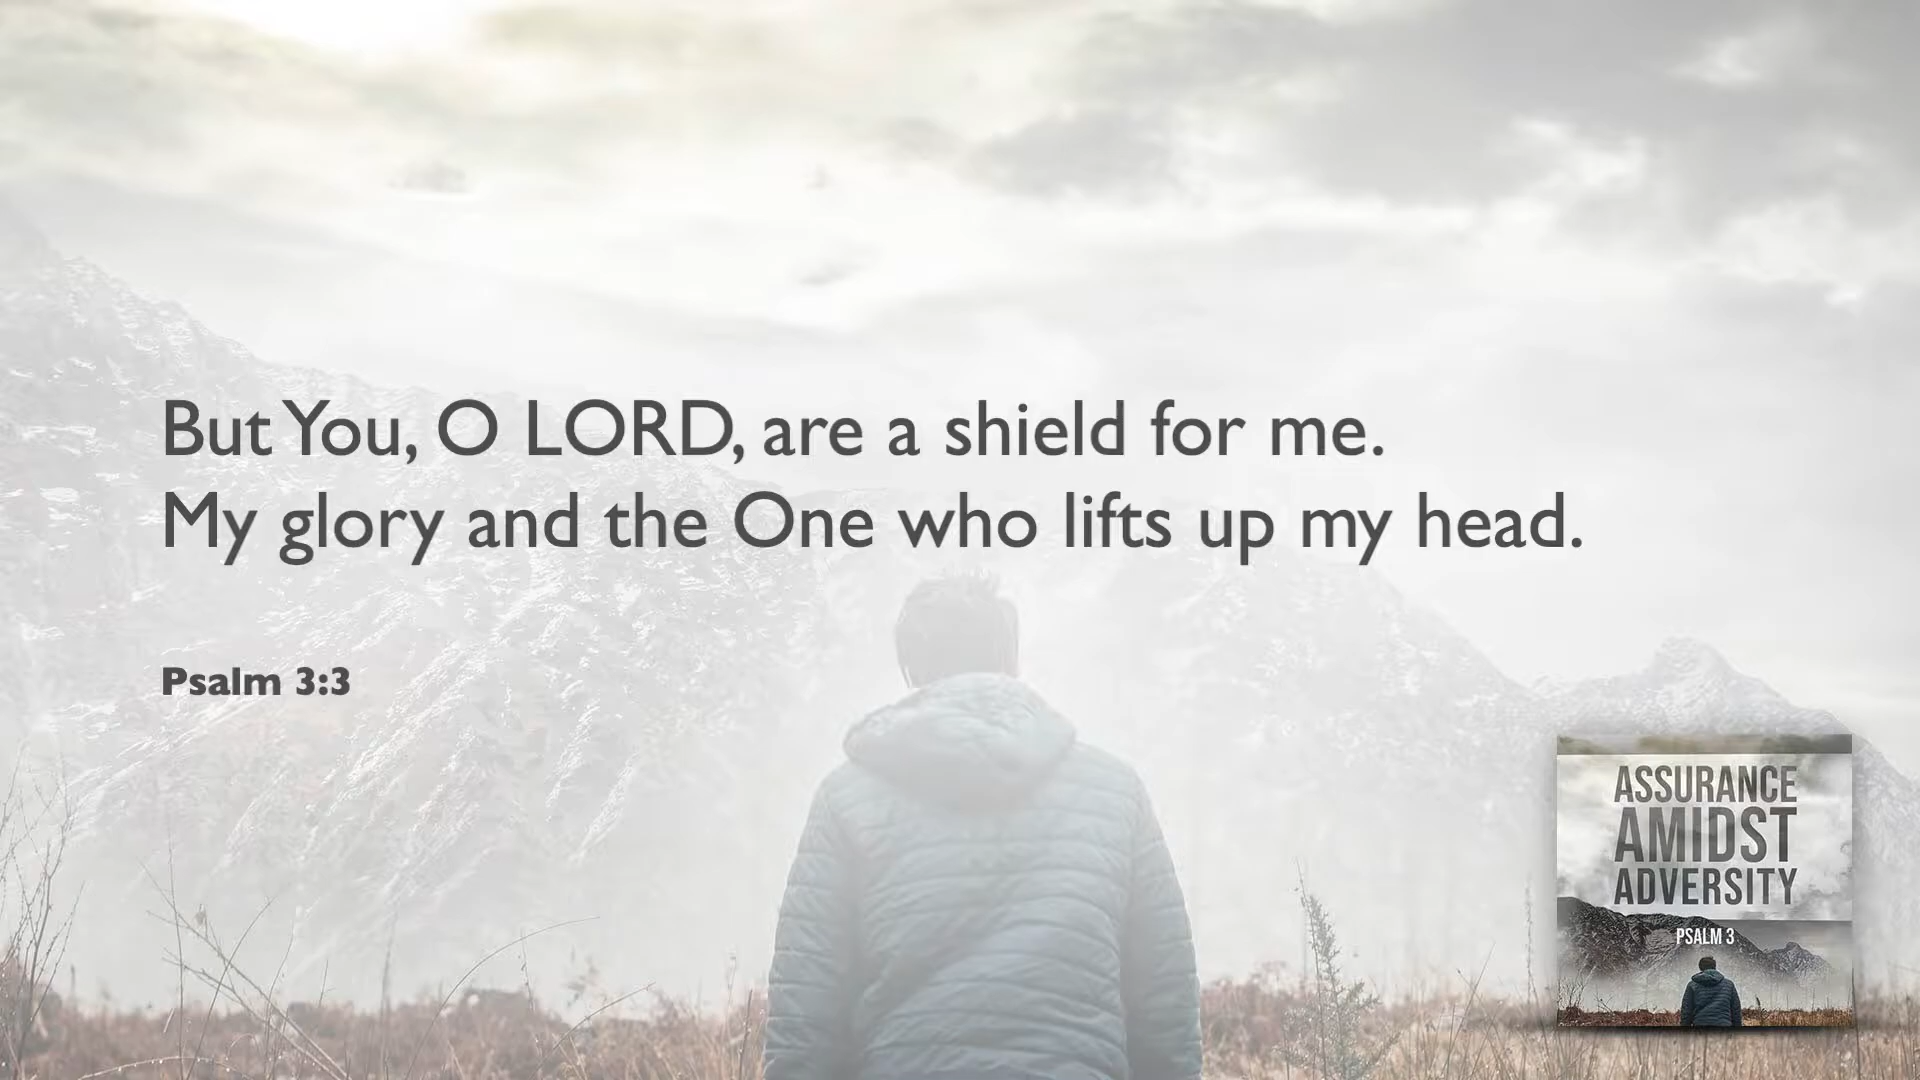 But You, O LORD, are a shield for me.
My glory and the One who lifts up my head.
Psalm 3:3
ASSURANCE
AMIDST
ADVERSITY
PSALM 3